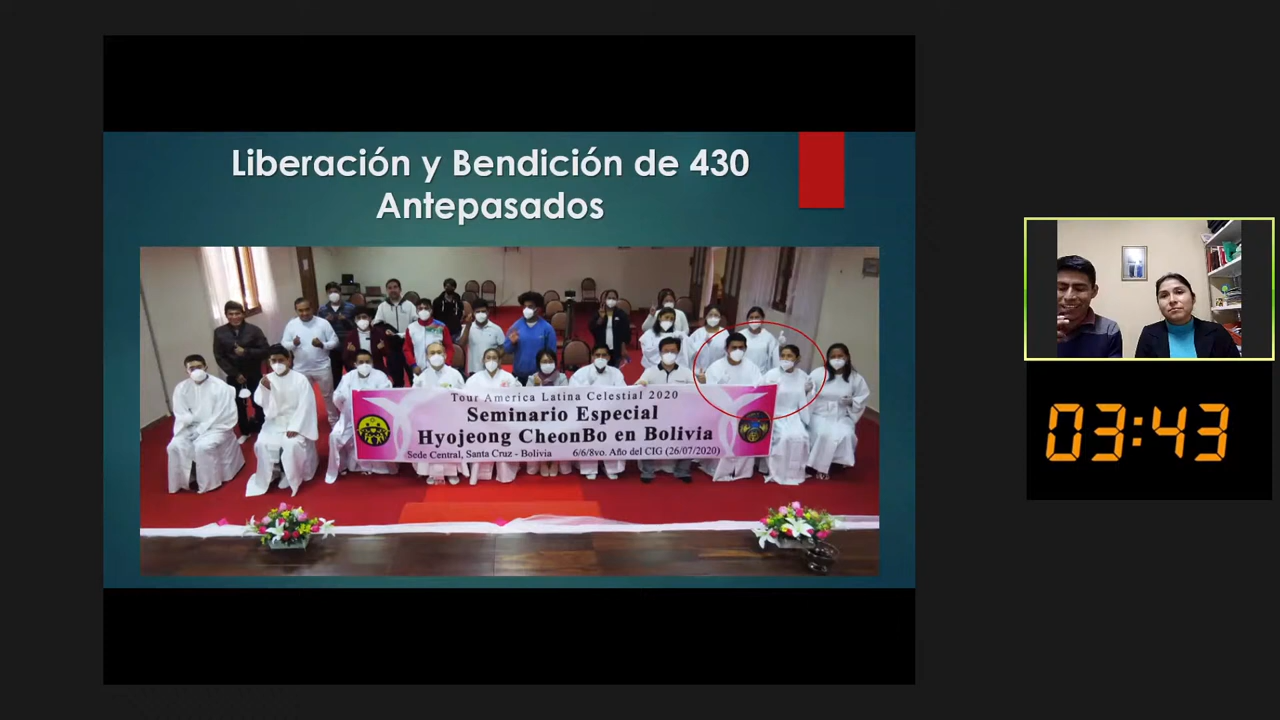 Liberación y Bendición de 430
Antepasados
Tour America Latina Celestial 2020
Seminario Especial
Hyojeong CheonBo en Bolivia
Sede Central, Santa Cruz - Bolivia 6/6/8vo. Año del CIG (26/07/2020)
03:43